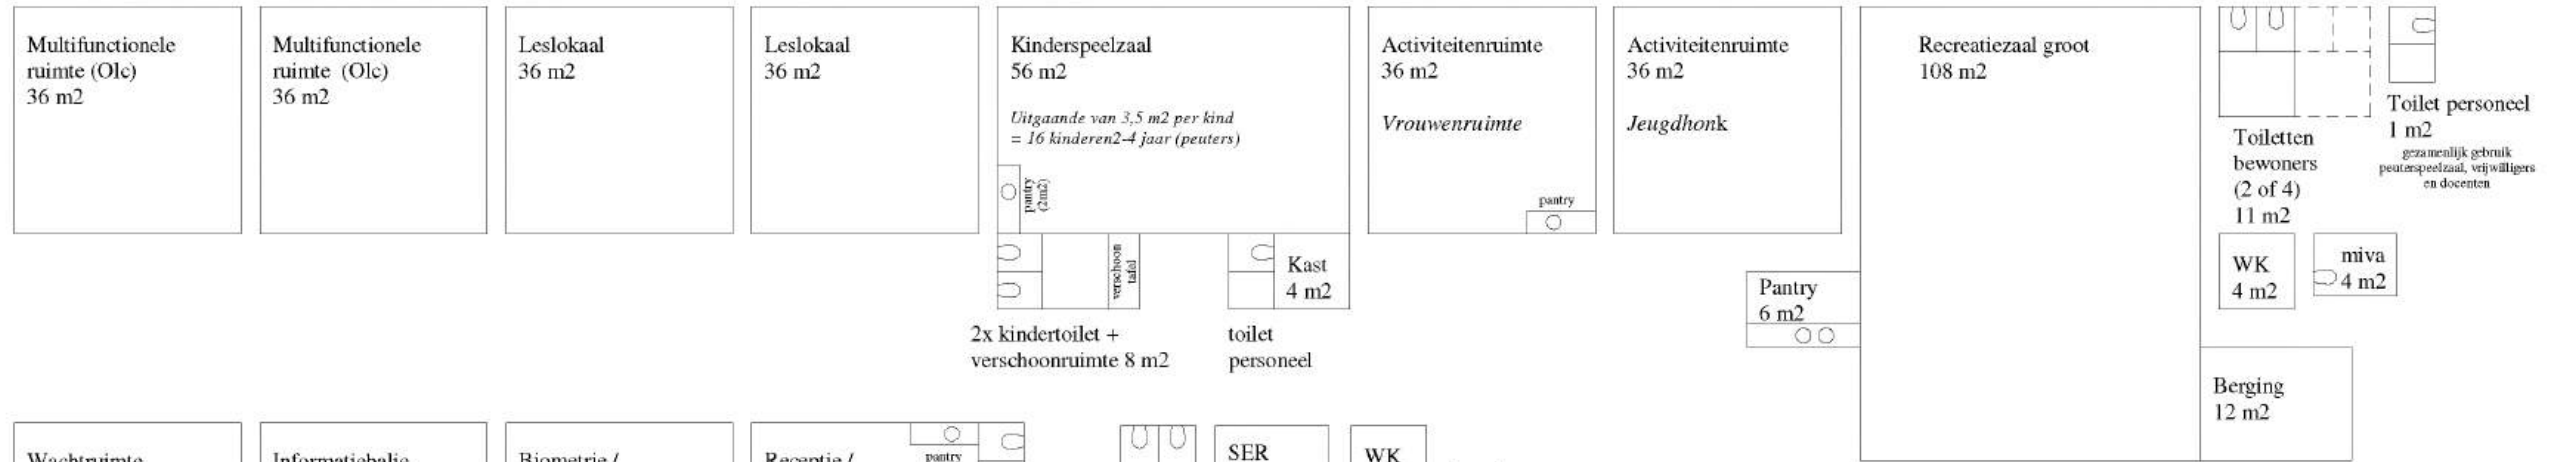 Multifunctionele
ruimte (Olc)
36 m2
Multifunctionele
ruimte (Olc)
36 m2
Leslokaal
36 m2
Leslokaal
36 m2
Kinderspeelzaal
56 m2
Uitgaande van 3,5 m2 per kind
= 16 kinderen2-4 jaar (peuters)
pantry
(2m2)
verschoon
tafel
2x kindertoilet +
verschoonruimte 8 m2
Kast
4 m2
toilet
personeel
Activiteitenruimte
36 m2
Vrouwenruimte
pantry
Activiteitenruimte
36 m2
Jeugdhonk
Pantry
6 m2
Recreatiezaal groot
108 m2
Toiletten
bewoners
(2 of 4)
11 m2
Toilet personeel
1 m2
gezamenlijk gebruik
peuterspeelzaal, vrijwilligers
en docenten
WK
4 m2
miva
4 m2
Berging
12 m2
Wachtruimte
Informatiebalie
Biometrie /
Receptie /
pantry
SER
WK